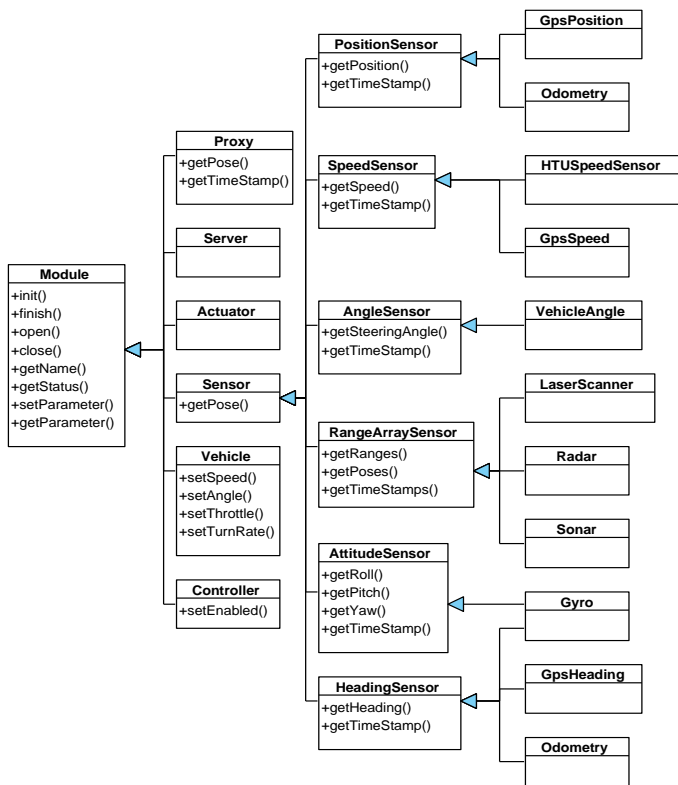 Module
+init()
+finish()
+open()
+close()
+getName()
+getStatus()
+setParameter()
+getParameter()
Proxy
+getPose()
+getTimeStamp()
Server
Actuator
Sensor
+getPose()
Vehicle
+setSpeed()
+setAngle()
+setThrottle()
+setTurnRate()
Controller
+setEnabled()
PositionSensor
+getPosition()
+getTimeStamp()
SpeedSensor
+getSpeed()
+getTimeStamp()
AngleSensor
+getSteeringAngle()
+getTimeStamp()
RangeArraySensor
+getRanges()
+getPoses()
+getTimeStamps()
AttitudeSensor
+getRoll()
+getPitch()
+getYaw()
+getTimeStamp()
HeadingSensor
+getHeading()
+getTimeStamp()
GpsPosition
Odometry
HTUSpeedSensor
GpsSpeed
VehicleAngle
LaserScanner
Radar
Sonar
Gyro
GpsHeading
Odometry